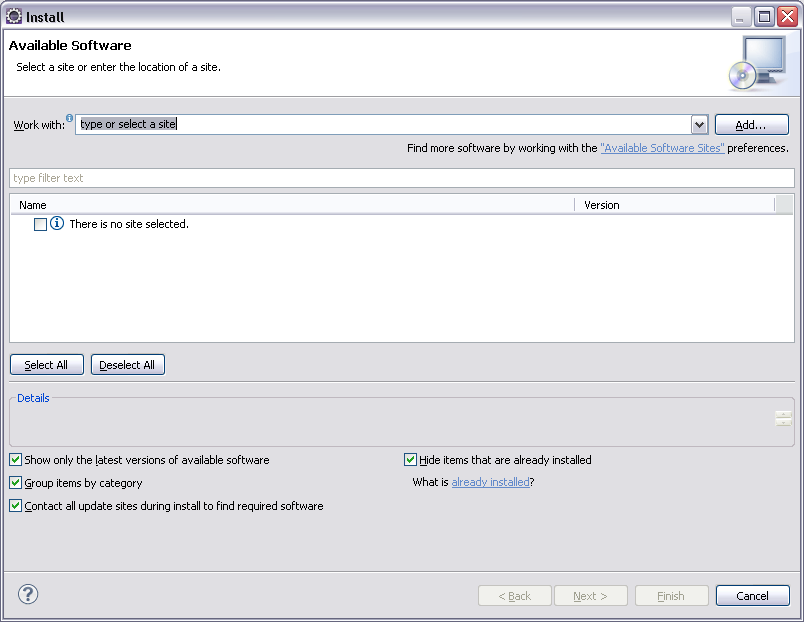 Install
Available Software
Select a site or enter the location of a site.
Work with:
type or select a site
Add...
Find more software by working with the "Available Software Sites" preferences.
type filter text
Name Version
There is no site selected.
Select All Deselect All
Details
Show only the latest versions of available software
Hide items that are already installed
Group items by category
What is already installed?
Contact all update sites during install to find required software
? < Back Next > Finish Cancel